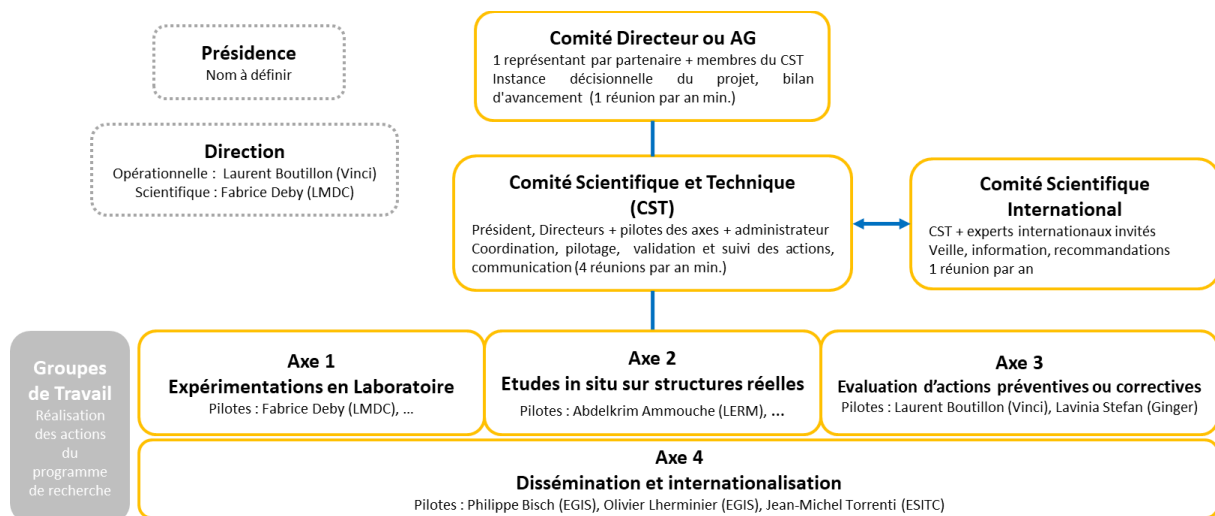 Présidence
Nom à définir
Direction
Opérationnelle : Laurent Boutillon (Vinci)
Scientifique : Fabrice Deby (LMDC)
Comité Directeur ou AG
1 représentant par partenaire + membres du CST
Instance décisionnelle du projet, bilan
d'avancement (1 réunion par an min.)
Comité Scientifique et Technique
(CST)
Président, Directeurs + pilotes des axes + administrateur
Coordination, pilotage, validation et suivi des actions,
communication (4 réunions par an min.)
Comité Scientifique
International
CST + experts internationaux invités
Veille, information, recommandations
1 réunion par an
Groupes
de Travail
Réalisation
des actions
du
programme
de recherche
Axe 1
Expérimentations en Laboratoire
Pilotes : Fabrice Deby (LMDC), ...
Axe 2
Etudes in situ sur structures réelles
Pilotes : Abdelkrim Ammouche (LERM), ...
Axe 3
Evaluation d’actions préventives ou correctives
Pilotes : Laurent Boutillon (Vinci), Lavinia Stefan (Ginger)
Axe 4
Dissémination et internationalisation
Pilotes : Philippe Bisch (EGIS), Olivier Lherminier (EGIS), Jean-Michel Torrenti (ESITC)